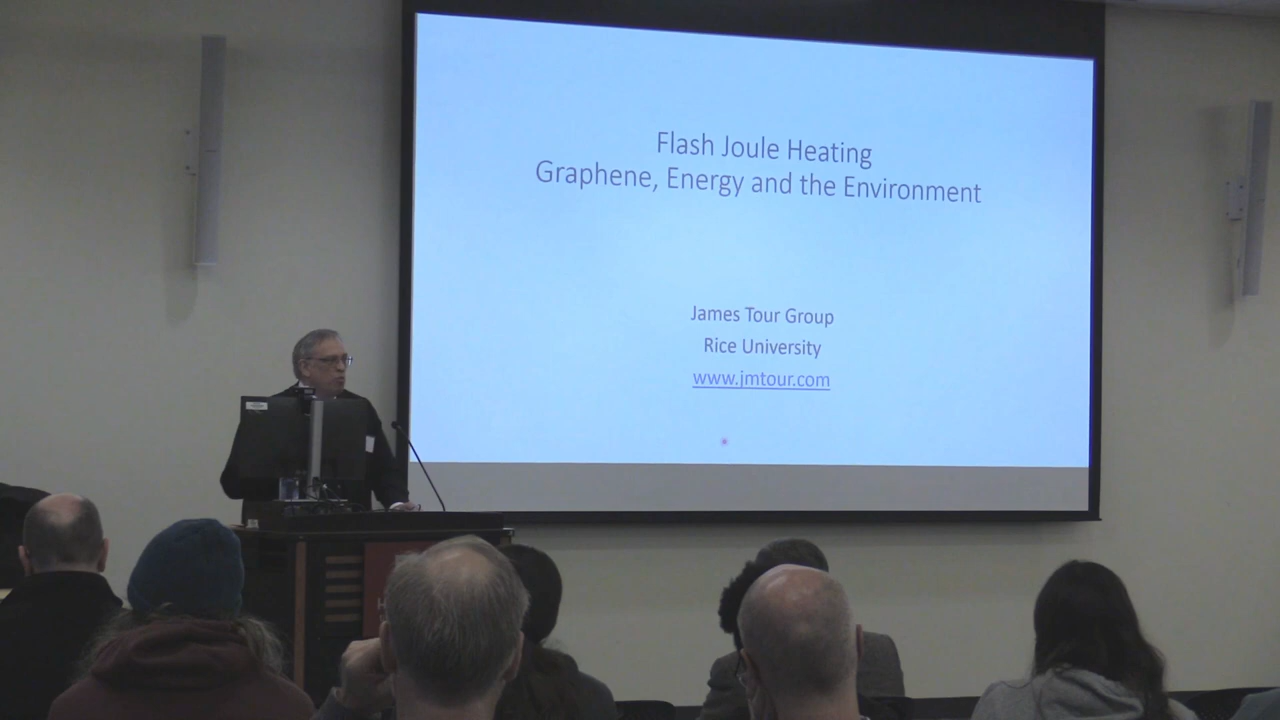 Flash Joule Heating
Graphene, Energy and the Environment
James Tour Group
Rice University
www.jmtour.com